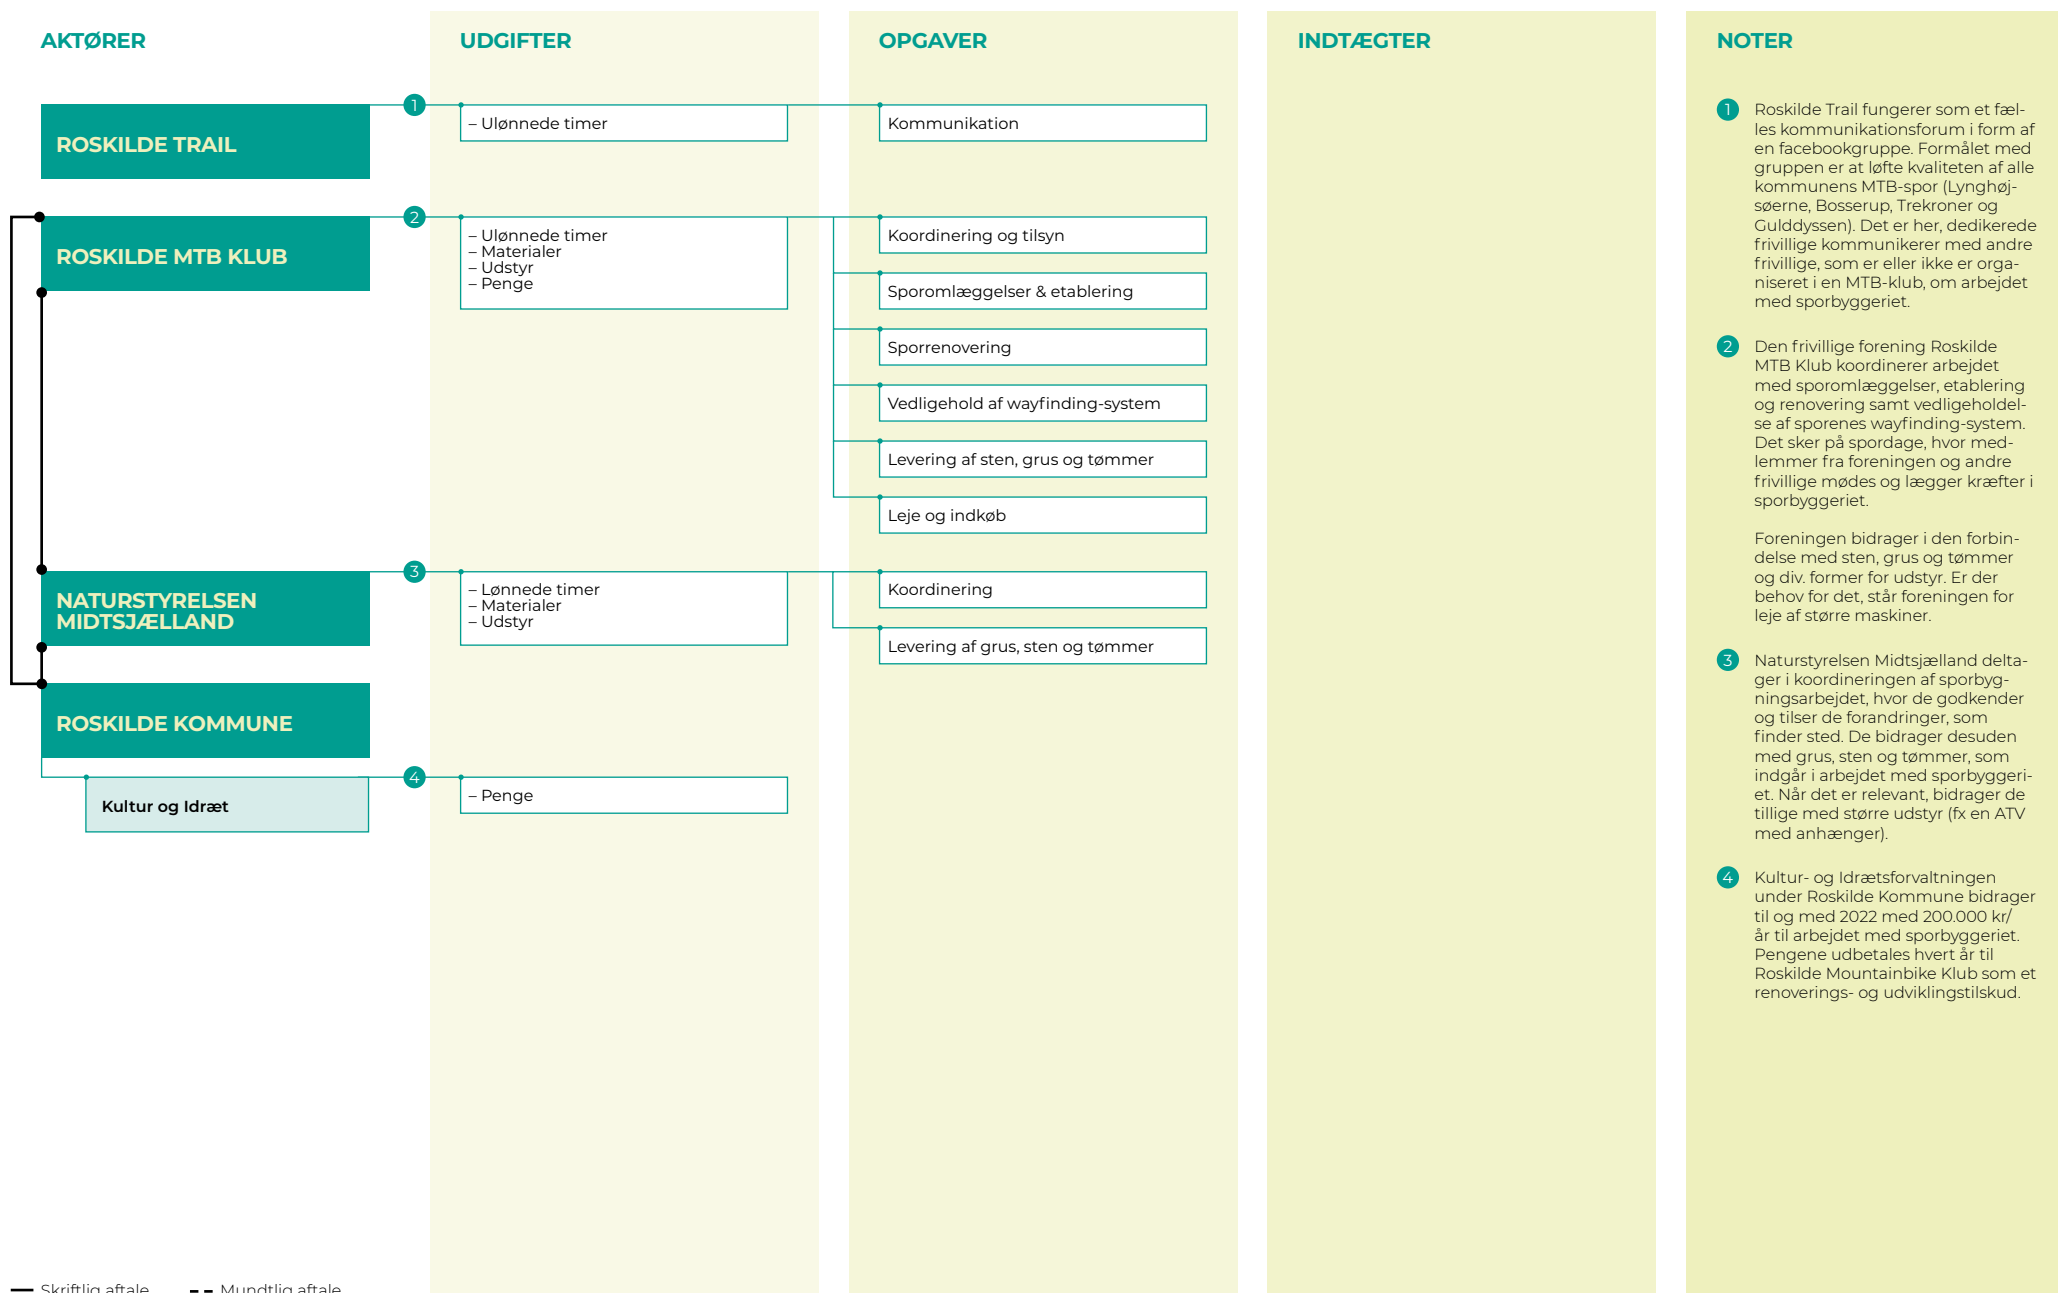 AKTØRER
UDGIFTER
OPGAVER
INDTÆGTER
NOTER
ROSKILDE TRAIL
1
– Ulønnede timer
Kommunikation
ROSKILDE MTB KLUB
2
– Ulønnede timer
– Materialer
– Udstyr
– Penge
Koordinering og tilsyn
Sporomlæggelser & etablering
Sporrenovering
Vedligehold af wayfinding-system
Levering af sten, grus og tømmer
Leje og indkøb
NATURSTYRELSEN
MIDTSJÆLLAND
3
– Lønnede timer
– Materialer
– Udstyr
Koordinering
Levering af grus, sten og tømmer
ROSKILDE KOMMUNE
Kultur og Idræt
4
– Penge
1 Roskilde Trail fungerer som et fæl-
les kommunikationsforum i form af
en facebookgruppe. Formålet med
gruppen er at løfte kvaliteten af alle
kommunens MTB-spor (Lynghøj-
søerne, Bosserup, Trekroner og
Gulddyssen). Det er her, dedikerede
frivillige kommunikerer med andre
frivillige, som er eller ikke er orga-
niseret i en MTB-klub, om arbejdet
med sporbyggeriet.
2 Den frivillige forening Roskilde
MTB Klub koordinerer arbejdet
med sporomlæggelser, etablering
og renovering samt vedligeholdel-
se af sporenes wayfinding-system.
Det sker på spordage, hvor med-
lemmer fra foreningen og andre
frivillige mødes og lægger kræfter i
sporbyggeriet.
Foreningen bidrager i den forbin-
delse med sten, grus og tømmer
og div. former for udstyr. Er der
behov for det, står foreningen for
leje af større maskiner.
3 Naturstyrelsen Midtsjælland delta-
ger i koordineringen af sporbyg-
ningsarbejdet, hvor de godkender
og tilser de forandringer, som
finder sted. De bidrager desuden
med grus, sten og tømmer, som
indgår i arbejdet med sporbyggeri-
et. Når det er relevant, bidrager de
tillige med større udstyr (fx en ATV
med anhænger).
4 Kultur- og Idrætsforvaltningen
under Roskilde Kommune bidrager
til og med 2022 med 200.000 kr/
år til arbejdet med sporbyggeriet.
Pengene udbetales hvert år til
Roskilde Mountainbike Klub som et
renoverings- og udviklingstilskud.
Skriftlig aftale
Mundtlig aftale